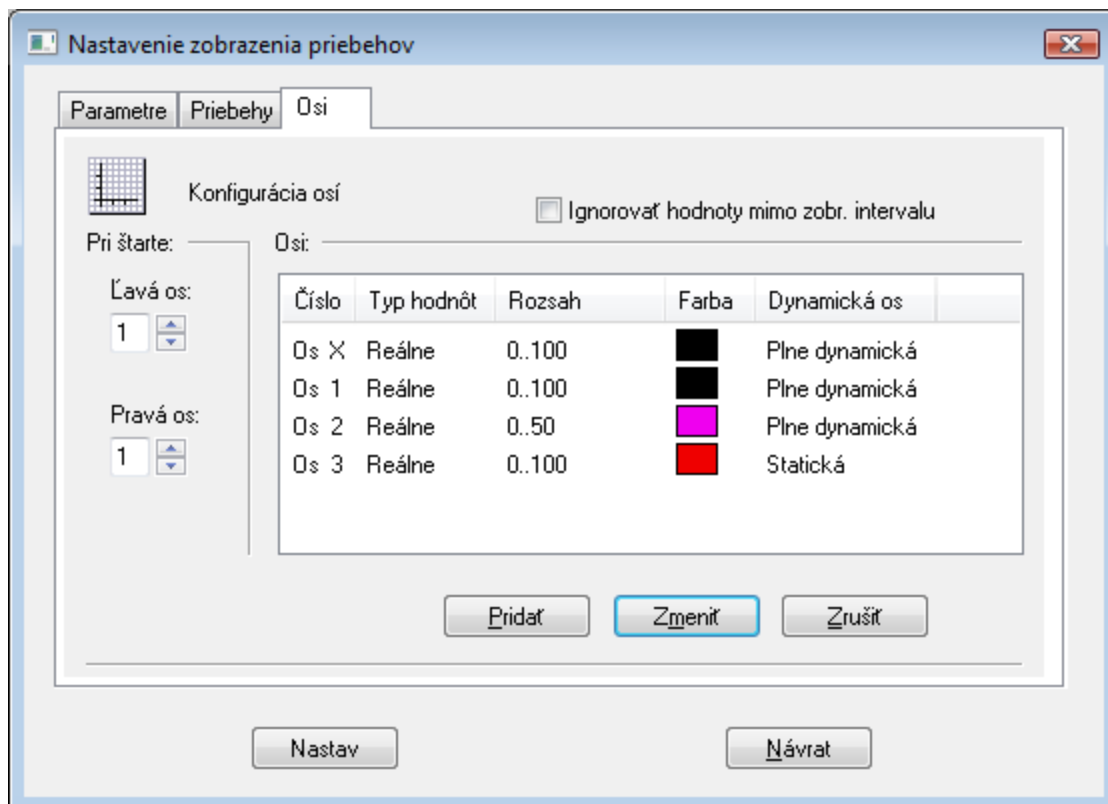 Nastavenie zobrazenia priebehov
Parametre Priebehy Osi
Konfigurácia osí
Ignorovať hodnoty mimo zobr. intervalu
Pri štarte:
Ľavá os:
1
Pravá os:
1
Osi:
Číslo Typ hodnôt Rozsah Farba Dynamická os
Os X Reálne 0..100 Plne dynamická
Os 1 Reálne 0..100 Plne dynamická
Os 2 Reálne 0..50 Plne dynamická
Os 3 Reálne 0..100 Statická
Pridať Zmeniť Zrušiť
Nastav Návrat